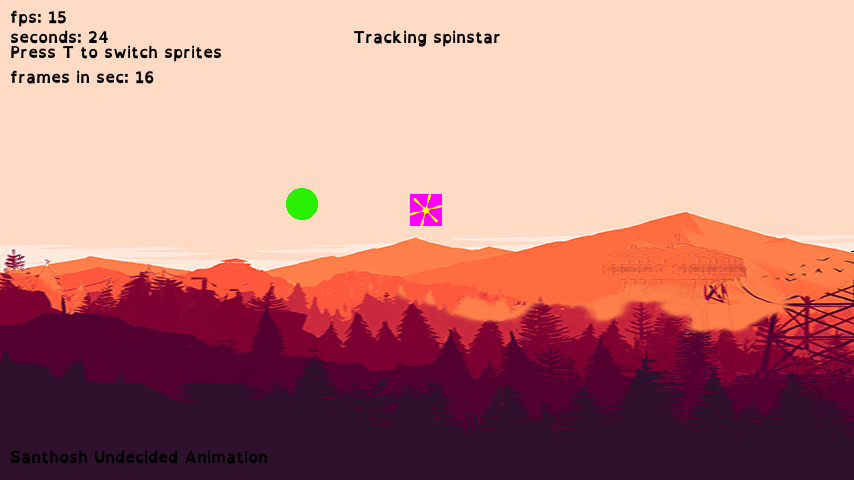 fps: 15
seconds: 24
Tracking spinstar
Press T to switch sprites
frames in sec: 16
Santhosh Undecided Animation